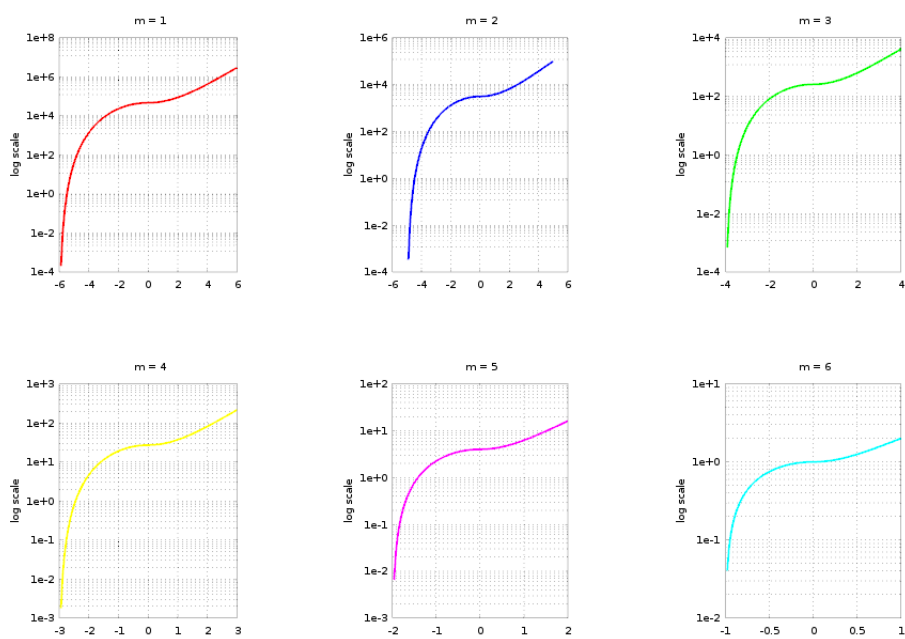 m = 1
m = 2
m = 3
1e+8
1e+6
1e+4
1e+2
1e+0
1e-2
1e-4
log scale
-6
-4
-2
0
2
4
6
1e+6
1e+4
1e+2
1e+0
1e-2
1e-4
log scale
-6
-4
-2
0
2
4
6
1e+4
1e+2
1e+0
1e-2
1e-4
log scale
-4
-2
0
2
4
m = 4
m = 5
m = 6
1e+3
1e+2
1e+1
1e+0
1e-1
1e-2
1e-3
log scale
-3
-2
-1
0
1
2
3
1e+2
1e+1
1e+0
1e-1
1e-2
1e-3
log scale
-2
-1
0
1
2
1e+1
1e+0
1e-1
1e-2
log scale
-1
-0.5
0
0.5
1